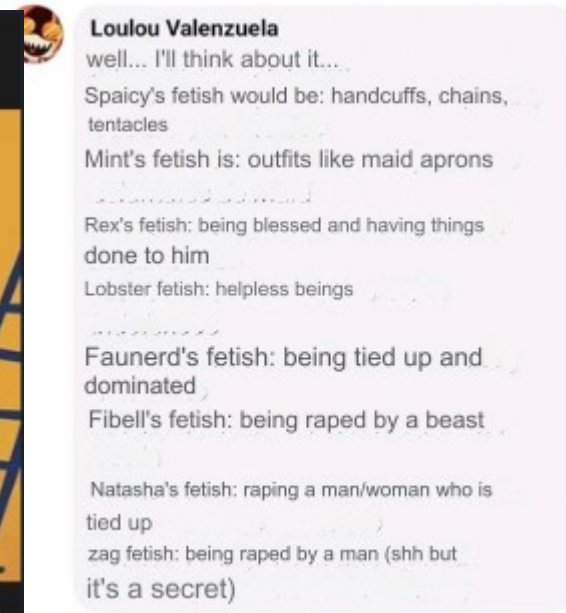 Loulou Valenzuela
well... I'll think about it...
Spaicy's fetish would be: handcuffs, chains,
tentacles
Mint's fetish is: outfits like maid aprons
Rex's fetish: being blessed and having things
done to him
Lobster fetish: helpless beings
Faunerd's fetish: being tied up and
dominated
Fibell's fetish: being raped by a beast
Natasha's fetish: raping a man/woman who is
tied up
zag fetish: being raped by a man (shh but
it's a secret)